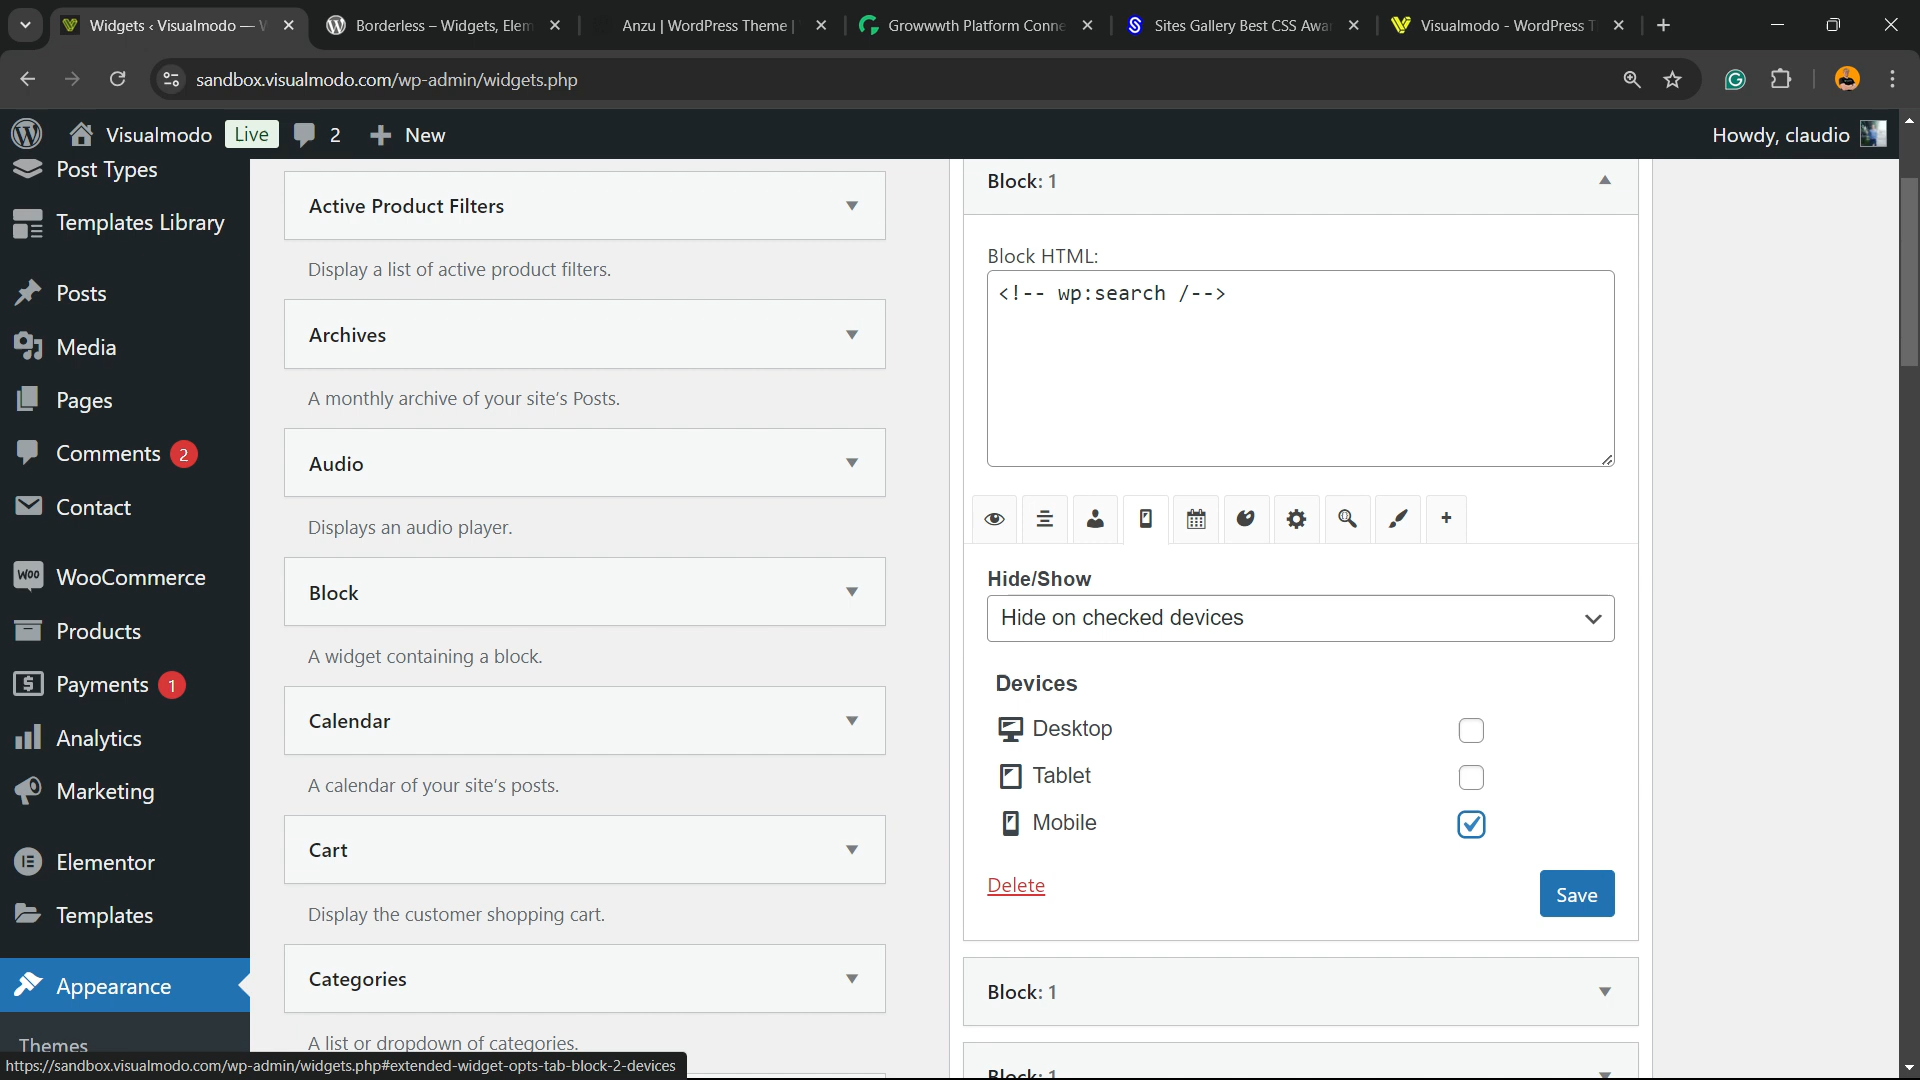 Widgets ‹ Visualmodo — W
Borderless – Widgets, Elem
Anzu | WordPress Theme |
Growwwth Platform Conne
Sites Gallery Best CSS Awar
Visualmodo - WordPress T
sandbox.visualmodo.com/wp-admin/widgets.php
Visualmodo
Live
2
New
Howdy, claudio
Post Types
Templates Library
Posts
Media
Pages
Comments 2
Contact
WooCommerce
Products
Payments 1
Analytics
Marketing
Elementor
Templates
Appearance
Themes
https://sandbox.visualmodo.com/wp-admin/widgets.php#extended-widget-opts-tab-block-2-devices
Active Product Filters
Display a list of active product filters.
Archives
A monthly archive of your site's Posts.
Audio
Displays an audio player.
Block
A widget containing a block.
Calendar
A calendar of your site's posts.
Cart
Display the customer shopping cart.
Categories
A list or dropdown of categories.
Block: 1
Block HTML:
<!-- wp:search /-->
Hide/Show
Hide on checked devices
Devices
Desktop
Tablet
Mobile
Delete
Save
Block: 1
Block: 1